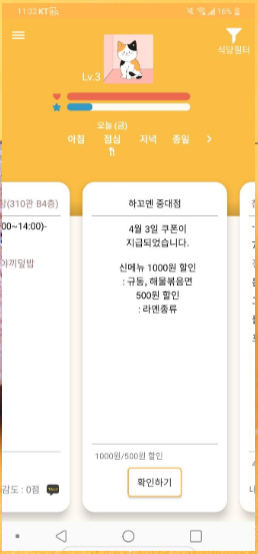 11:22 KT
16%
식당필터
Lv.3
오늘 (금)
아침 점심 저녁 종일
장(310관 B4층)
00~14:00)-
야끼덮밥
감도 : 0점
하꼬멘 중대점
4월 3일 쿠폰이
지급되었습니다.
신메뉴 1000원 할인
: 규동, 해물볶음면
500원 할인
: 라멘종류
1000원/500원 할인
확인하기